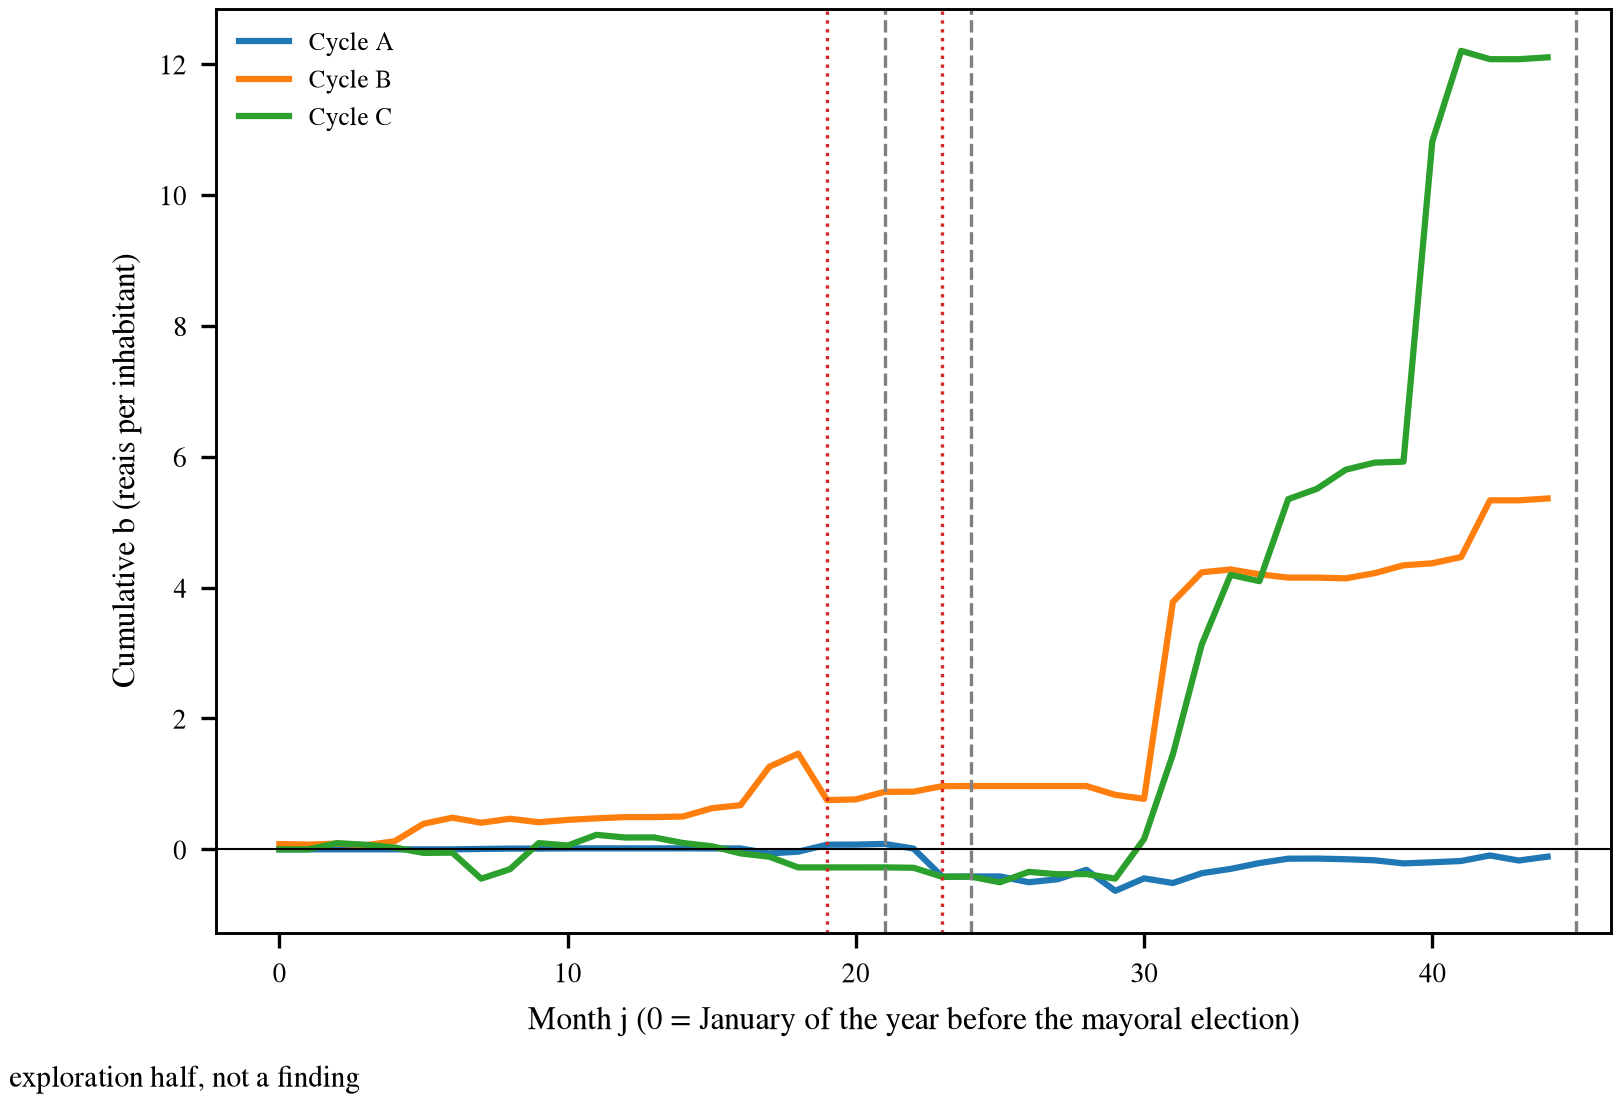 Cycle A
Cycle B
Cycle C
12
10
8
6
4
2
0
Cumulative b (reais per inhabitant)
0 10 20 30 40
Month j (0 = January of the year before the mayoral election)
exploration half, not a finding